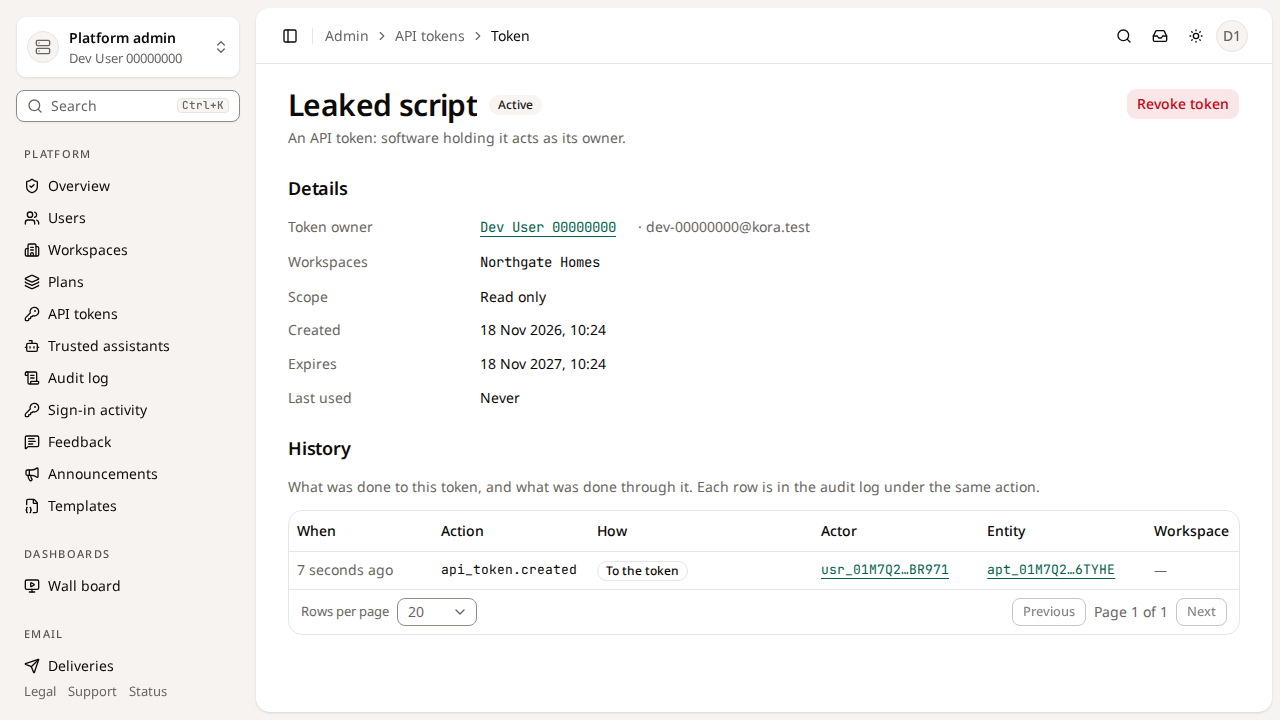 Platform admin
Dev User 00000000
Search
Ctrl+K
PLATFORM
Overview
Users
Workspaces
Plans
API tokens
Trusted assistants
Audit log
Sign-in activity
Feedback
Announcements
Templates
DASHBOARDS
Wall board
EMAIL
Deliveries
Legal Support Status
Admin > API tokens > Token
D1
Leaked script Active
Revoke token
An API token: software holding it acts as its owner.
Details
Token owner Dev User 00000000 · dev-00000000@kora.test
Workspaces Northgate Homes
Scope Read only
Created 18 Nov 2026, 10:24
Expires 18 Nov 2027, 10:24
Last used Never
History
What was done to this token, and what was done through it. Each row is in the audit log under the same action.
When Action How Actor Entity Workspace
7 seconds ago api_token.created To the token usr_01M7Q2…BR971 apt_01M7Q2…6TYHE —
Rows per page 20 Previous Page 1 of 1 Next